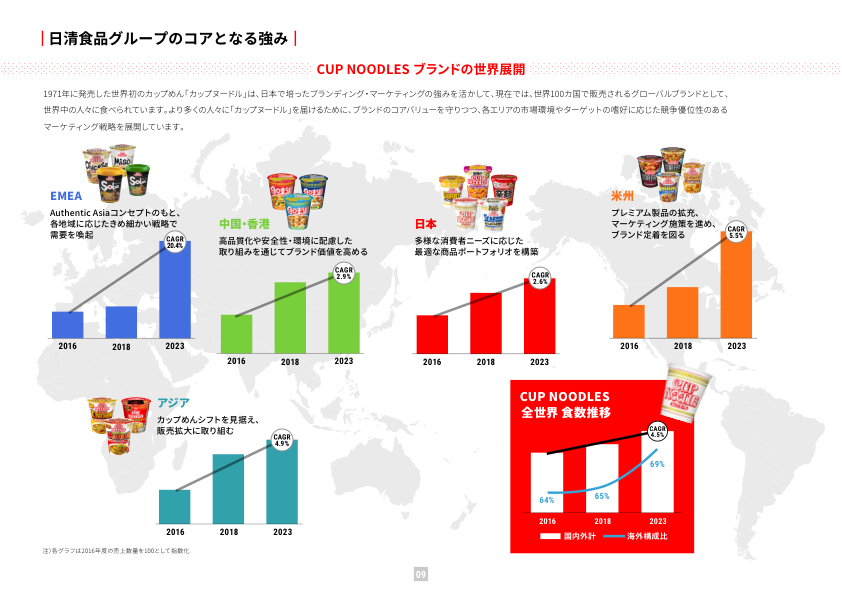 日清食品グループのコアとなる強み
CUP NOODLES ブランドの世界展開
1971年に発売した世界初のカップめん「カップヌードル」は、日本で培ったブランディング・マーケティングの強みを活かして、現在では、世界100カ国で販売されるグローバルブランドとして、
世界中の人々に食べられています。より多くの人々に「カップヌードル」を届けるために、ブランドのコアバリューを守りつつ、各エリアの市場環境やターゲットの嗜好に応じた競争優位性のある
マーケティング戦略を展開しています。
EMEA
Authentic Asiaコンセプトのもと、
各地域に応じたきめ細かい戦略で
需要を喚起
CAGR
20.4%
2016
2018
2023
中国・香港
高品質化や安全性・環境に配慮した
取り組みを通じてブランド価値を高める
CAGR
2.9%
2016
2018
2023
日本
多様な消費者ニーズに応じた
最適な商品ポートフォリオを構築
CAGR
2.6%
2016
2018
2023
米州
プレミアム製品の拡充、
マーケティング施策を進め、
ブランド定着を図る
CAGR
5.5%
2016
2018
2023
アジア
カップめんシフトを見据え、
販売拡大に取り組む
CAGR
4.9%
2016
2018
2023
CUP NOODLES
全世界 食数推移
CUP
NOODLE
CAGR
4.5%
64%
65%
69%
2016
2018
2023
国内外計
海外構成比
注）各グラフは2016年度の売上数量を100として指数化
09